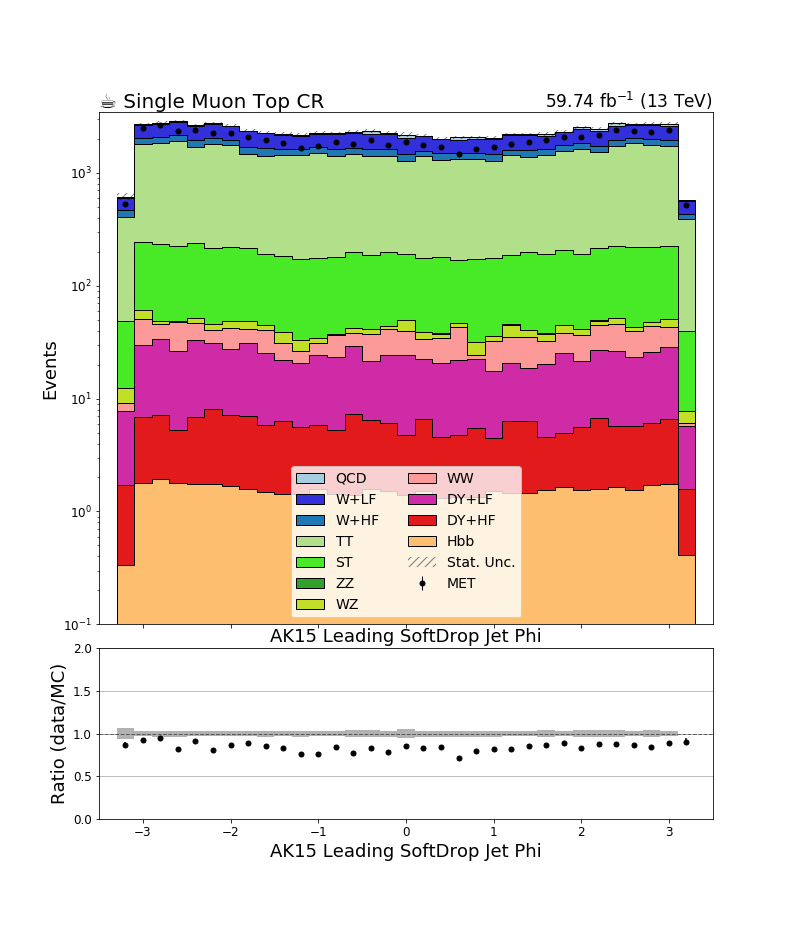 ☕ Single Muon Top CR 59.74 fb⁻¹ (13 TeV)
Events
10³
10²
10¹
10⁰
10⁻¹
QCD
W+LF
W+HF
TT
ST
ZZ
WZ
WW
DY+LF
DY+HF
Hbb
Stat. Unc.
MET
AK15 Leading SoftDrop Jet Phi
Ratio (data/MC)
2.0
1.5
1.0
0.5
0.0
−3 −2 −1 0 1 2 3
AK15 Leading SoftDrop Jet Phi